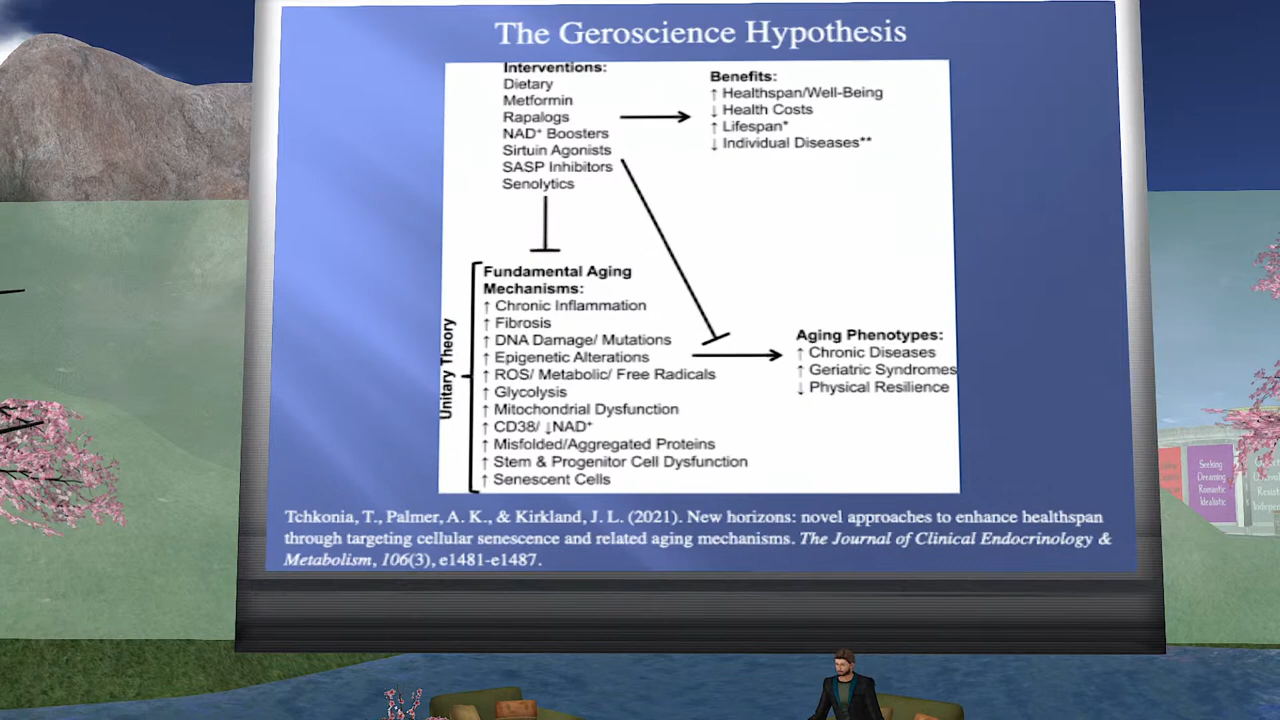 The Geroscience Hypothesis
Interventions:
Dietary
Metformin
Rapalogs
NAD⁺ Boosters
Sirtuin Agonists
SASP Inhibitors
Senolytics
Benefits:
↑ Healthspan/Well-Being
↓ Health Costs
↑ Lifespan*
↓ Individual Diseases**
Unitary Theory
Fundamental Aging
Mechanisms:
↑ Chronic Inflammation
↑ Fibrosis
↑ DNA Damage/ Mutations
↑ Epigenetic Alterations
↑ ROS/ Metabolic/ Free Radicals
↑ Glycolysis
↑ Mitochondrial Dysfunction
↑ CD38/ ↓NAD⁺
↑ Misfolded/Aggregated Proteins
↑ Stem & Progenitor Cell Dysfunction
↑ Senescent Cells
Aging Phenotypes:
↑ Chronic Diseases
↑ Geriatric Syndromes
↓ Physical Resilience
Tchkonia, T., Palmer, A. K., & Kirkland, J. L. (2021). New horizons: novel approaches to enhance healthspan
through targeting cellular senescence and related aging mechanisms. The Journal of Clinical Endocrinology &
Metabolism, 106(3), e1481-e1487.
Seeking
Dreaming
Romantic
Idealistic